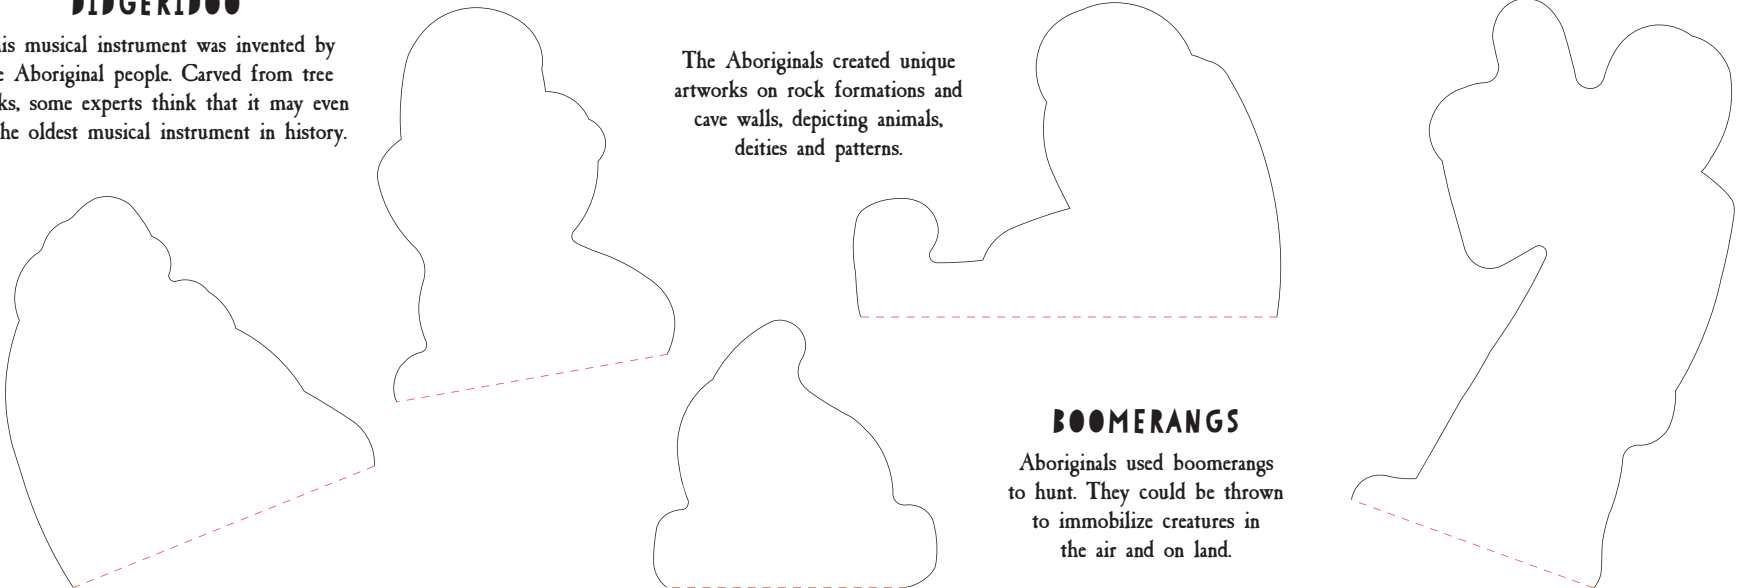 DIDGERIDOO
musical instrument was invented by
Aboriginal people. Carved from tree
some experts think that it may even
oldest musical instrument in history.
The Aboriginals created unique
artworks on rock formations and
cave walls, depicting animals,
deities and patterns.
BOOMERANGS
Aboriginals used boomerangs
to hunt. They could be thrown
to immobilize creatures in
the air and on land.